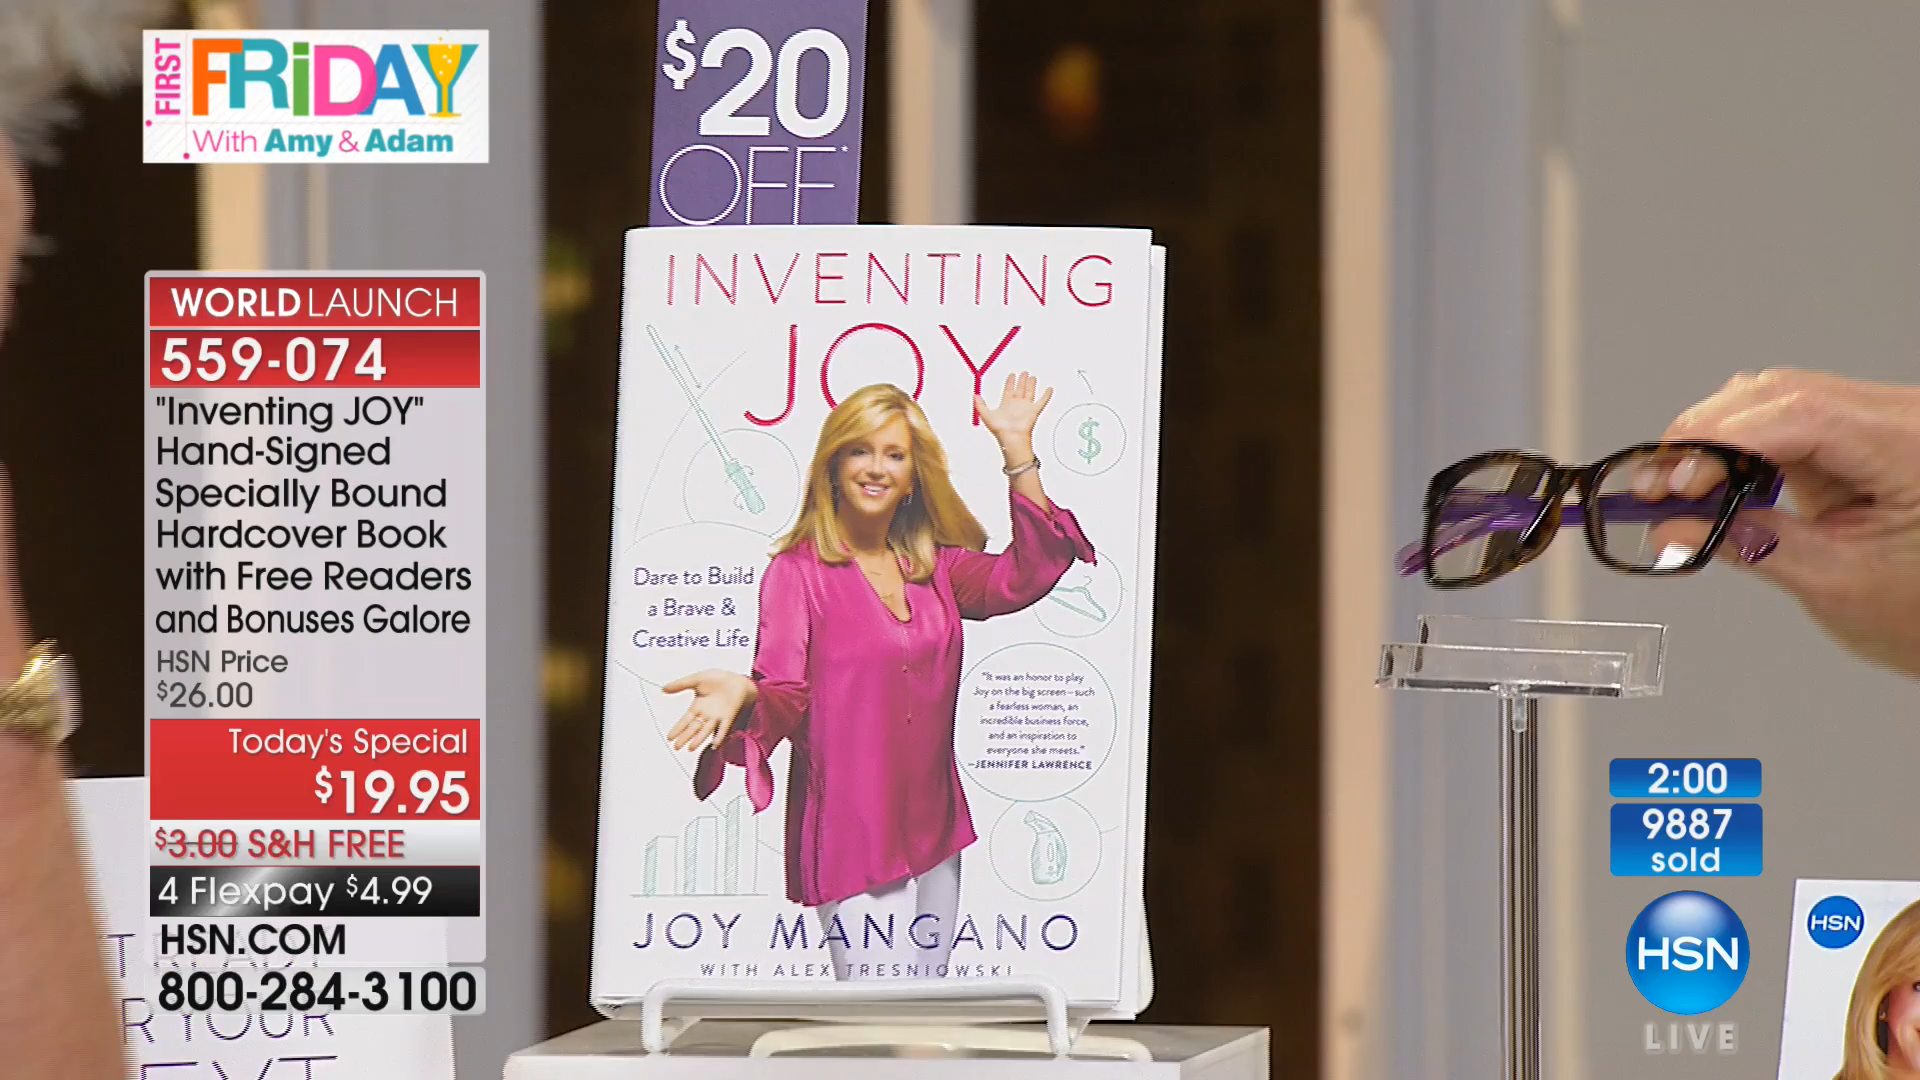 FIRST
FRiDAY
With Amy & Adam
WORLD LAUNCH
559-074
"Inventing JOY"
Hand-Signed
Specially Bound
Hardcover Book
with Free Readers
and Bonuses Galore
HSN Price
$26.00
Today's Special
$19.95
$3.00 S&H FREE
4 Flexpay $4.99
HSN.COM
800-284-3100
R YOUR
$20
OFF*
INVENTING
JOY
$
Dare to Build
a Brave &
Creative Life
"It was an honor to play
Joy on the big screen—such
a fearless woman, an
incredible business force,
and an inspiration to
everyone she meets."
—JENNIFER LAWRENCE
JOY MANGANO
WITH ALEX TRESNIOWSKI
2:00
9887
sold
HSN
LIVE
HSN